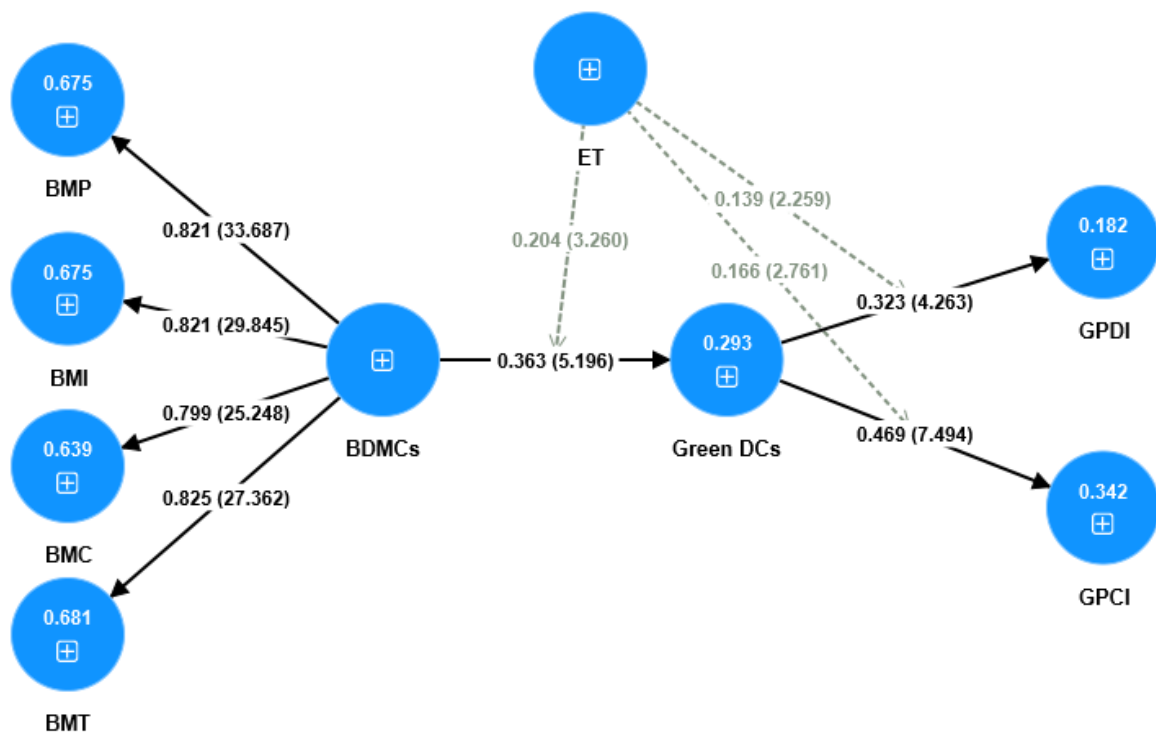 0.675
BMP
0.821 (33.687)
0.675
BMI
0.821 (29.845)
0.639
BMC
0.799 (25.248)
0.681
BMT
0.825 (27.362)
BDMCs
0.363 (5.196)
ET
0.204 (3.260)
0.139 (2.259)
0.166 (2.761)
0.293
Green DCs
0.323 (4.263)
0.469 (7.494)
0.182
GPDI
0.342
GPCI